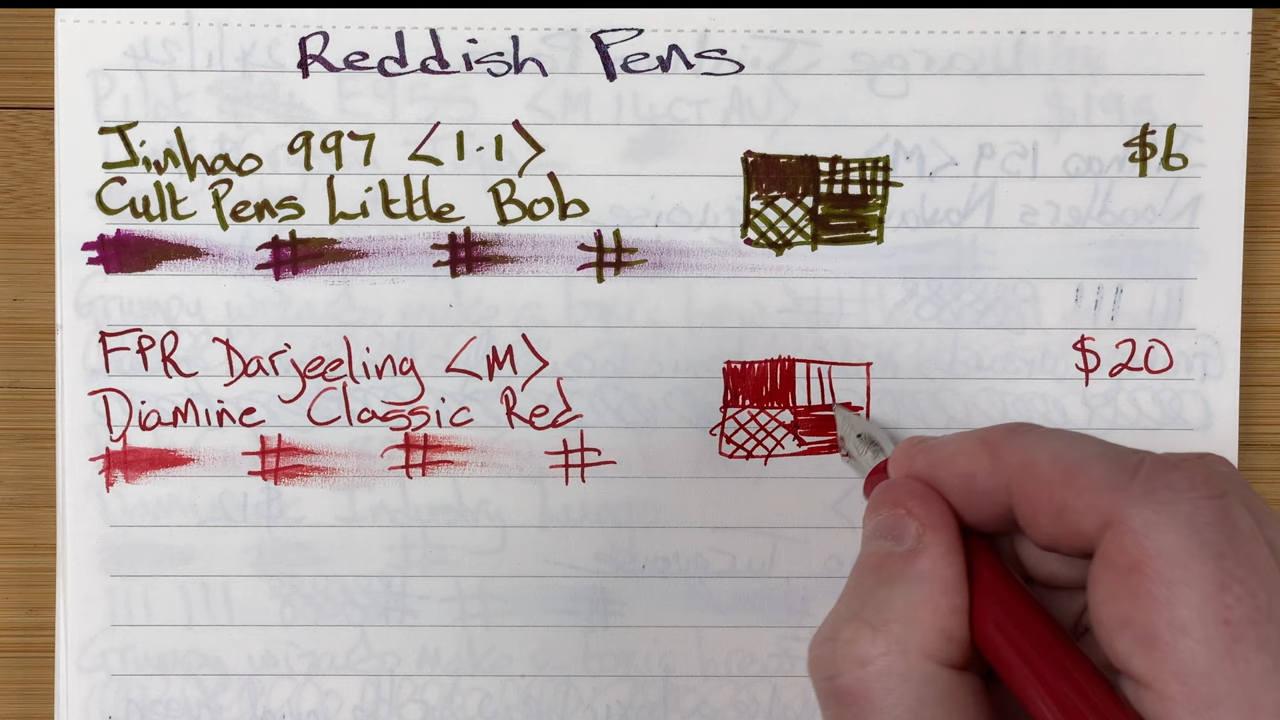 Reddish Pens
Jinhao 997 <1.1> $6
Cult Pens Little Bob
FPR Darjeeling <M> $20
Diamine Classic Red